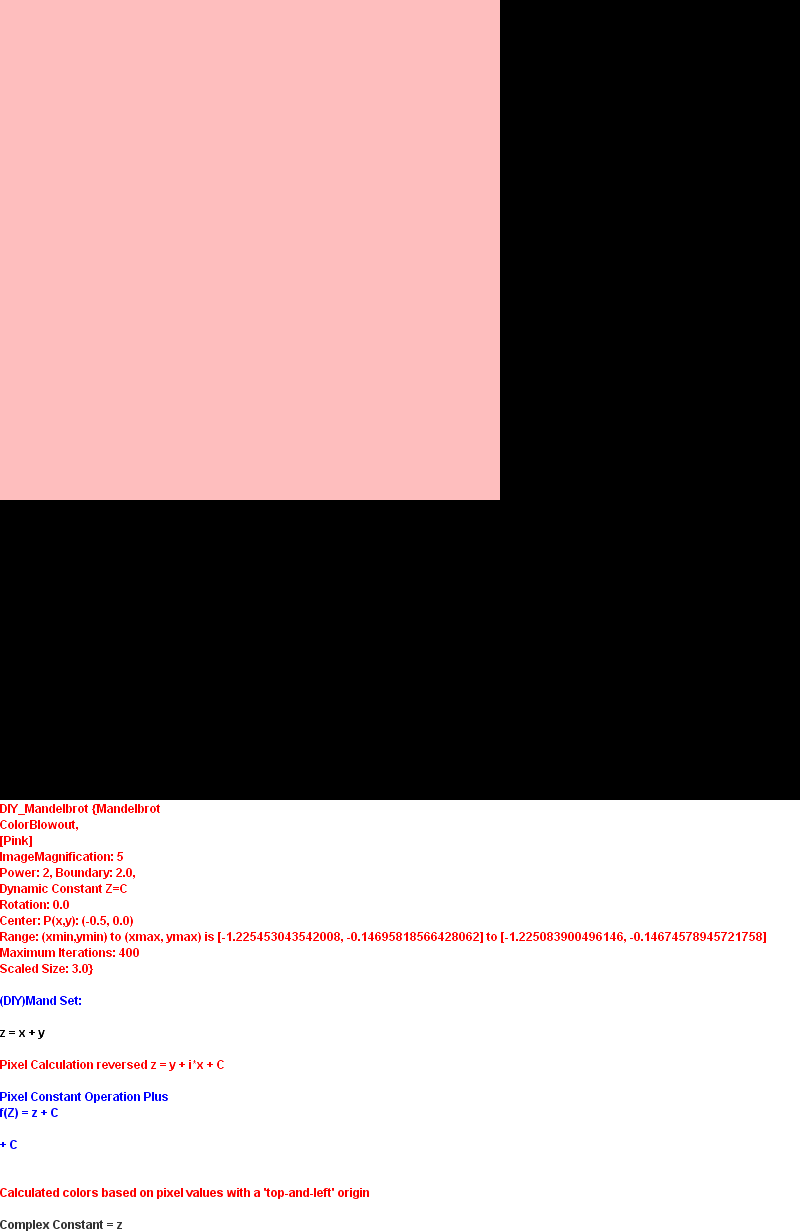 DIY_Mandelbrot {Mandelbrot
ColorBlowout,
[Pink]
ImageMagnification: 5
Power: 2, Boundary: 2.0,
Dynamic Constant Z=C
Rotation: 0.0
Center: P(x,y): (-0.5, 0.0)
Range: (xmin,ymin) to (xmax, ymax) is [-1.225453043542008, -0.14695818566428062] to [-1.225083900496146, -0.14674578945721758]
Maximum Iterations: 400
Scaled Size: 3.0}
(DIY)Mand Set:
z = x + y
Pixel Calculation reversed z = y + i*x + C
Pixel Constant Operation Plus
f(Z) = z + C
+ C
Calculated colors based on pixel values with a 'top-and-left' origin
Complex Constant = z